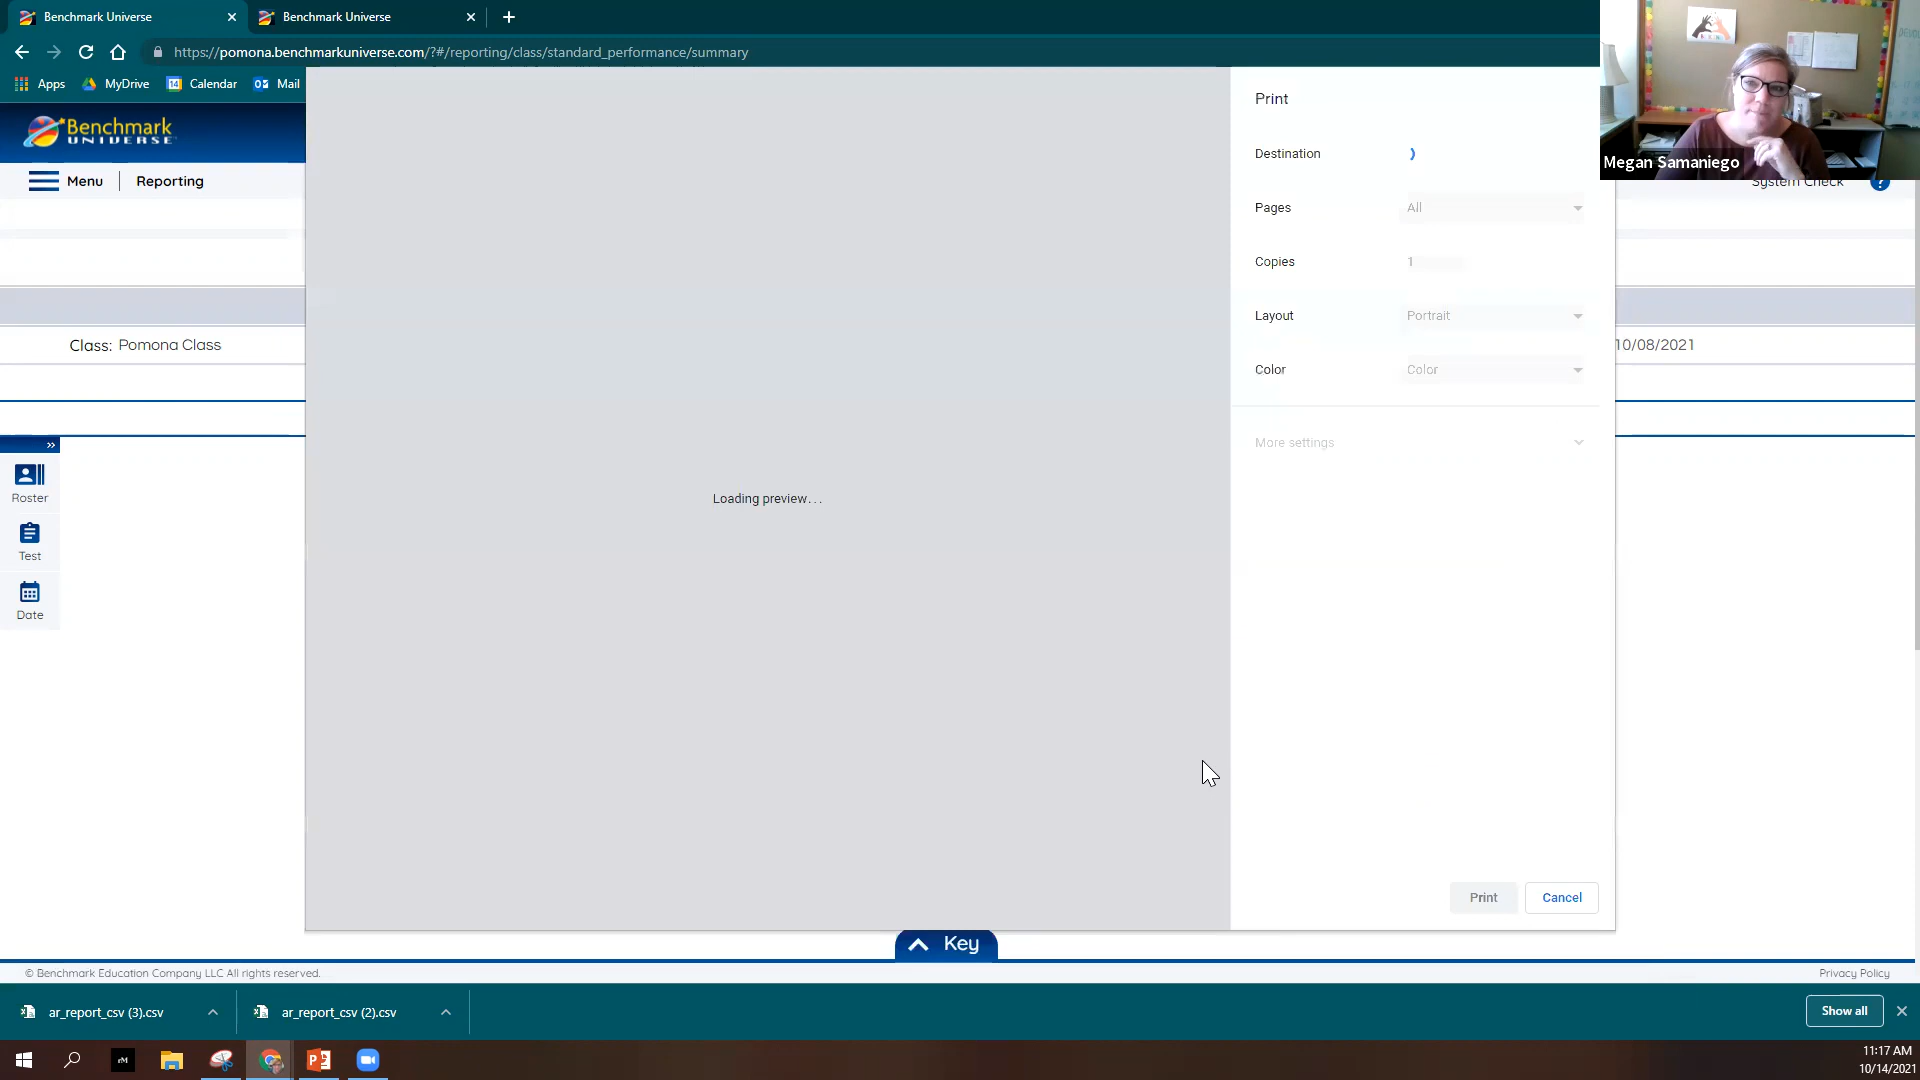 Benchmark Universe
Benchmark Universe
https://pomona.benchmarkuniverse.com/?#/reporting/class/standard_performance/summary
Apps
MyDrive
14
Calendar
Mail
Benchmark
UNIVERSE
Menu
Reporting
System Check
?
Class: Pomona Class
10/08/2021
Roster
Test
Date
Loading preview...
Print
Destination
Pages
All
Copies
1
Layout
Portrait
Color
Color
More settings
Print
Cancel
Megan Samaniego
Key
© Benchmark Education Company LLC All rights reserved.
Privacy Policy
ar_report_csv (3).csv
ar_report_csv (2).csv
Show all
11:17 AM
10/14/2021